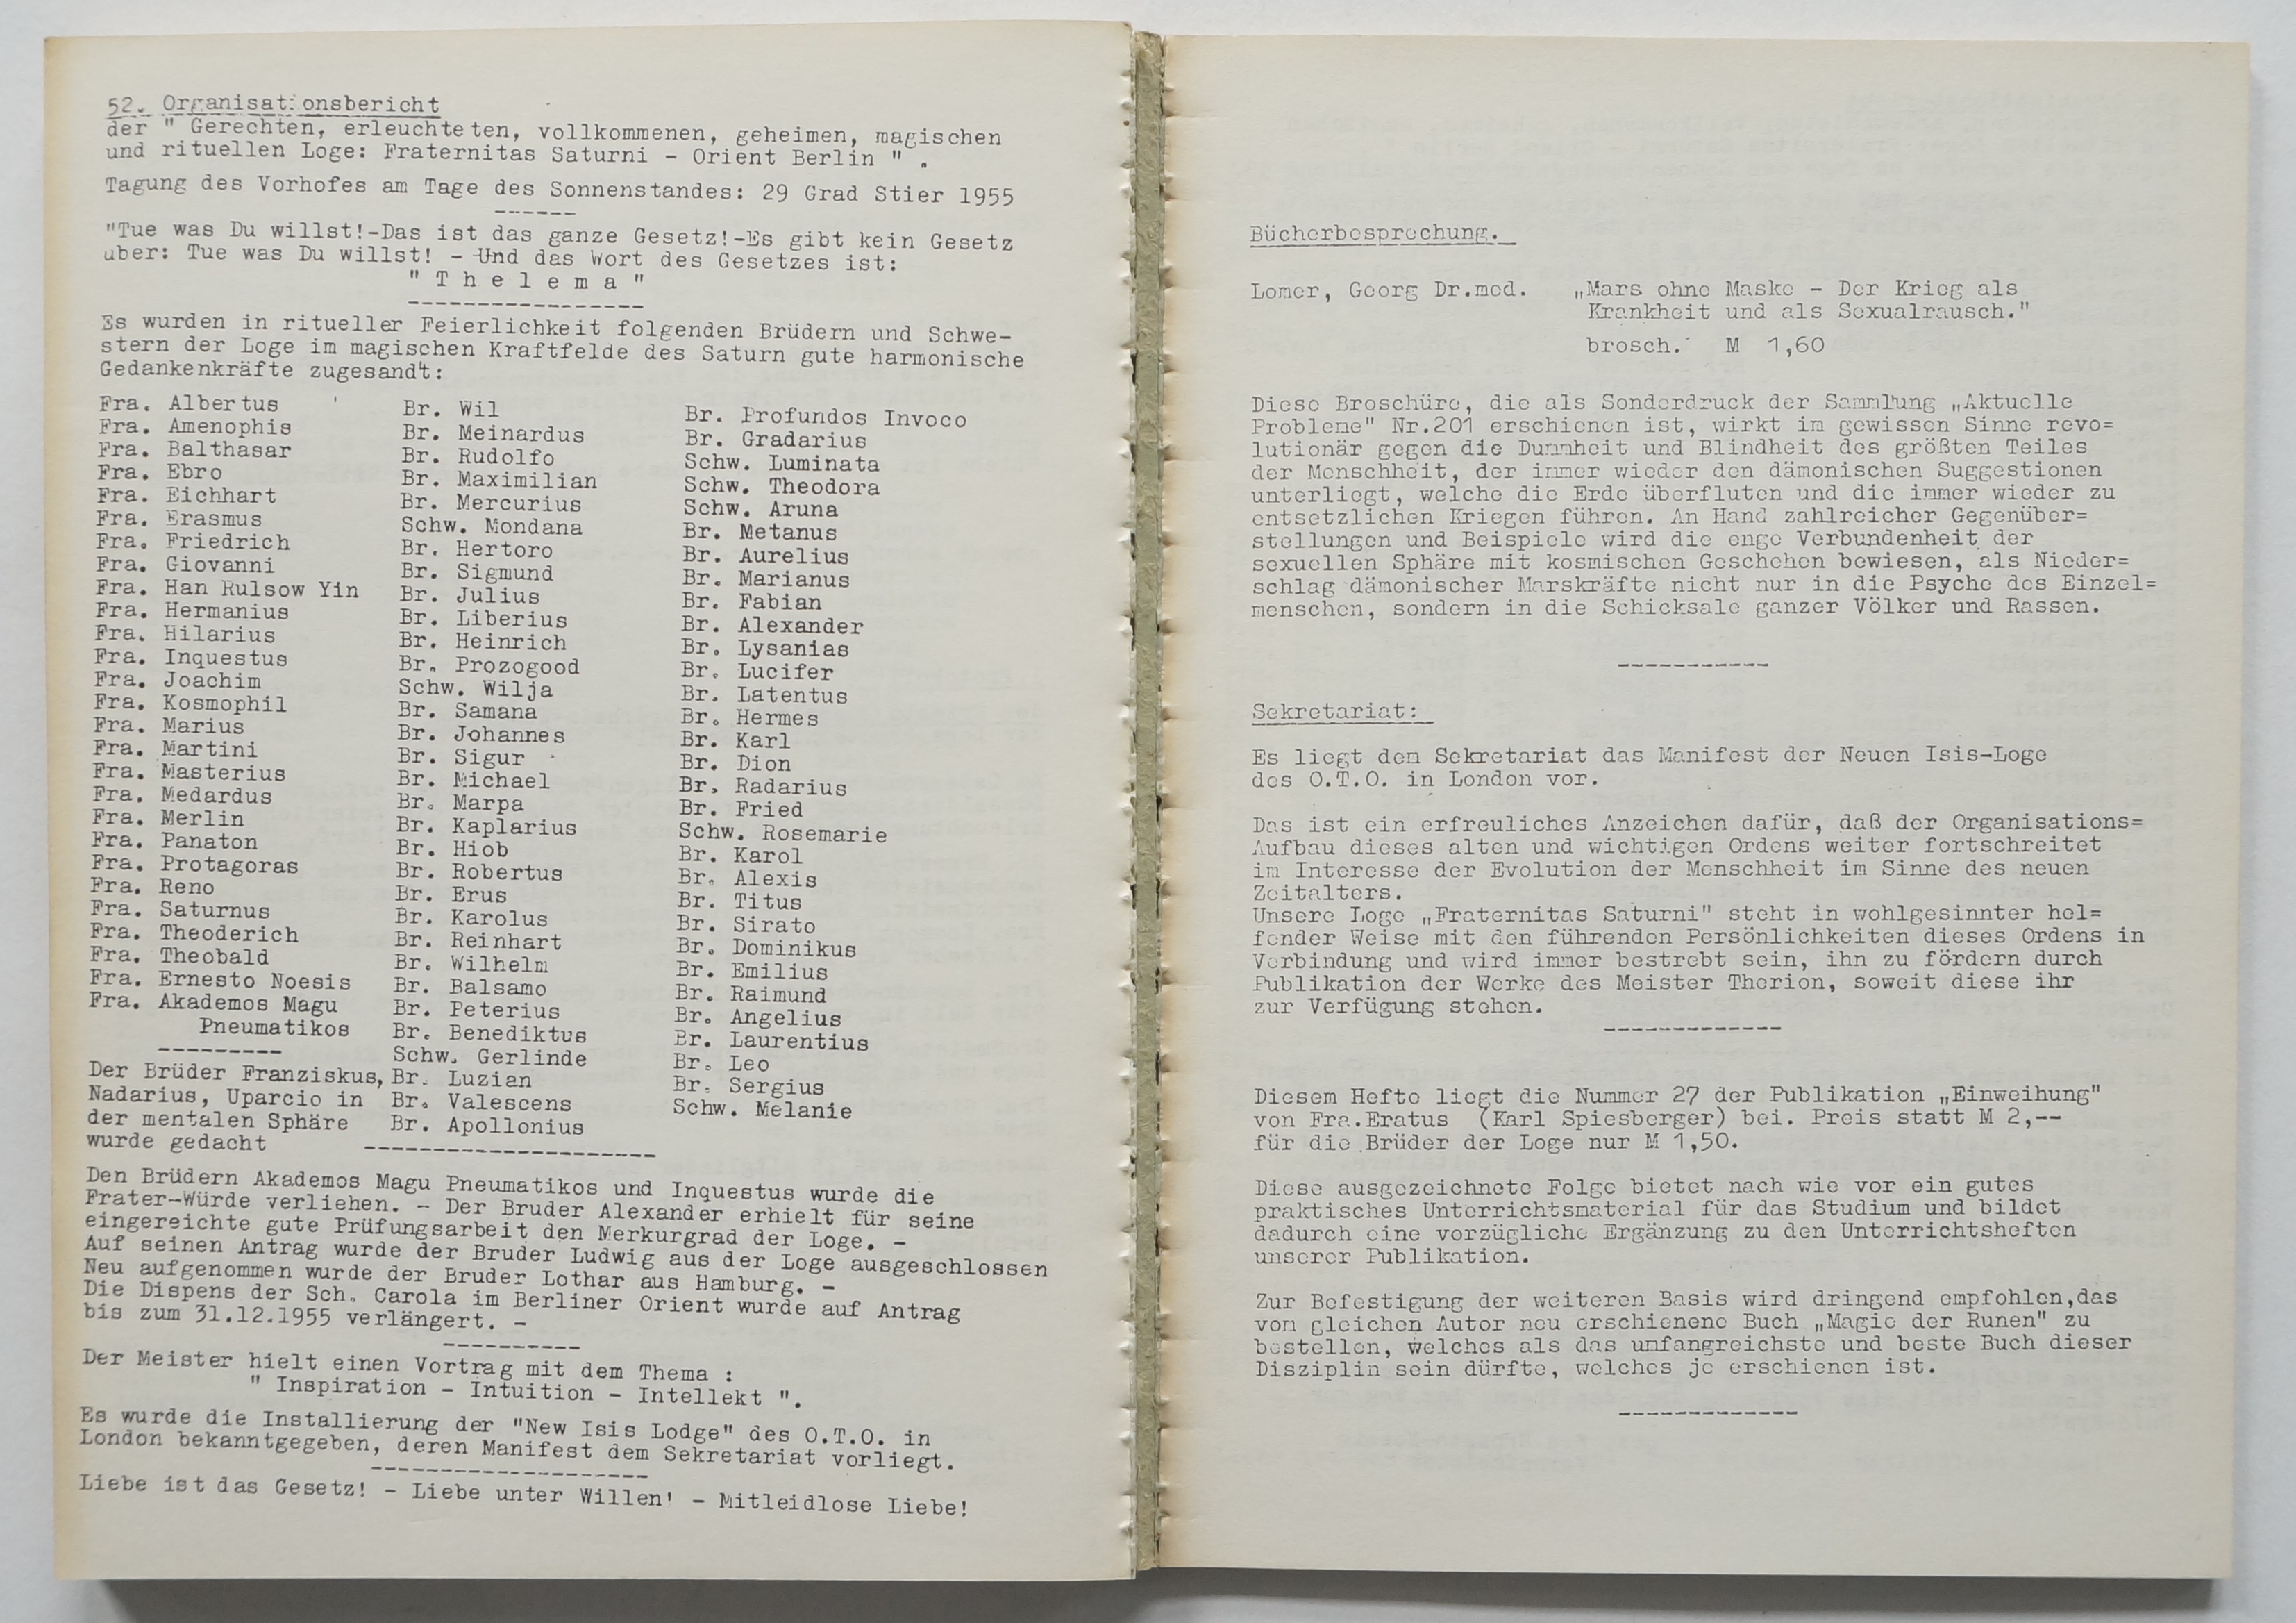 52. Organisationsbericht
der " Gerechten, erleuchteten, vollkommenen, geheimen, magischen
und rituellen Loge: Fraternitas Saturni - Orient Berlin " .
Tagung des Vorhofes am Tage des Sonnenstandes: 29 Grad Stier 1955
"Tue was Du willst!-Das ist das ganze Gesetz!-Es gibt kein Gesetz
uber: Tue was Du willst! - Und das Wort des Gesetzes ist:
" T h e l e m a "
Es wurden in ritueller Feierlichkeit folgenden Brüdern und Schwe-
stern der Loge im magischen Kraftfelde des Saturn gute harmonische
Gedankenkräfte zugesandt:
Fra. Albertus
Fra. Amenophis
Fra. Balthasar
Fra. Ebro
Fra. Eichhart
Fra. Erasmus
Fra. Friedrich
Fra. Giovanni
Fra. Han Rulsow Yin
Fra. Hermanius
Fra. Hilarius
Fra. Inquestus
Fra. Joachim
Fra. Kosmophil
Fra. Marius
Fra. Martini
Fra. Masterius
Fra. Medardus
Fra. Merlin
Fra. Panaton
Fra. Protagoras
Fra. Reno
Fra. Saturnus
Fra. Theoderich
Fra. Theobald
Fra. Ernesto Noesis
Fra. Akademos Magu
Pneumatikos
Der Brüder Franziskus,
Nadarius, Uparcio in
der mentalen Sphäre
wurde gedacht
Br. Wil
Br. Meinardus
Br. Rudolfo
Br. Maximilian
Br. Mercurius
Schw. Mondana
Br. Hertoro
Br. Sigmund
Br. Julius
Br. Liberius
Br. Heinrich
Br. Prozogood
Schw. Wilja
Br. Samana
Br. Johannes
Br. Sigur
Br. Michael
Br. Marpa
Br. Kaplarius
Br. Hiob
Br. Robertus
Br. Erus
Br. Karolus
Br. Reinhart
Br. Wilhelm
Br. Balsamo
Br. Peterius
Br. Benediktus
Schw. Gerlinde
Br. Luzian
Br. Valescens
Br. Apollonius
Br. Profundos Invoco
Br. Gradarius
Schw. Luminata
Schw. Theodora
Schw. Aruna
Br. Metanus
Br. Aurelius
Br. Marianus
Br. Fabian
Br. Alexander
Br. Lysanias
Br. Lucifer
Br. Latentus
Br. Hermes
Br. Karl
Br. Dion
Br. Radarius
Br. Fried
Schw. Rosemarie
Br. Karol
Br. Alexis
Br. Titus
Br. Sirato
Br. Dominikus
Br. Emilius
Br. Raimund
Br. Angelius
Br. Laurentius
Br. Leo
Br. Sergius
Schw. Melanie
Den Brüdern Akademos Magu Pneumatikos und Inquestus wurde die
Frater-Würde verliehen. - Der Bruder Alexander erhielt für seine
eingereichte gute Prüfungsarbeit den Merkurgrad der Loge. -
Auf seinen Antrag wurde der Bruder Ludwig aus der Loge ausgeschlossen
Neu aufgenommen wurde der Bruder Lothar aus Hamburg. -
Die Dispens der Sch. Carola im Berliner Orient wurde auf Antrag
bis zum 31.12.1955 verlängert. -
Der Meister hielt einen Vortrag mit dem Thema :
" Inspiration - Intuition - Intellekt ".
Es wurde die Installierung der "New Isis Lodge" des O.T.O. in
London bekanntgegeben, deren Manifest dem Sekretariat vorliegt.
Liebe ist das Gesetz! - Liebe unter Willen! - Mitleidlose Liebe!
Bücherbesprechung.
Lomer, Georg Dr.med. „Mars ohne Maske - Der Krieg als
Krankheit und als Sexualrausch."
brosch. M 1,60
Diese Broschüre, die als Sonderdruck der Sammlung „Aktuelle
Probleme" Nr.201 erschienen ist, wirkt im gewissen Sinne revo=
lutionär gegen die Dummheit und Blindheit des größten Teiles
der Menschheit, der immer wieder den dämonischen Suggestionen
unterliegt, welche die Erde überfluten und die immer wieder zu
entsetzlichen Kriegen führen. An Hand zahlreicher Gegenüber=
stellungen und Beispiele wird die enge Verbundenheit der
sexuellen Sphäre mit kosmischen Geschehen bewiesen, als Nieder=
schlag dämonischer Marskräfte nicht nur in die Psyche des Einzel=
menschen, sondern in die Schicksale ganzer Völker und Rassen.
Sekretariat:
Es liegt dem Sekretariat das Manifest der Neuen Isis-Loge
des O.T.O. in London vor.
Das ist ein erfreuliches Anzeichen dafür, daß der Organisations=
Aufbau dieses alten und wichtigen Ordens weiter fortschreitet
im Interesse der Evolution der Menschheit im Sinne des neuen
Zeitalters.
Unsere Loge „Fraternitas Saturni" steht in wohlgesinnter hel=
fender Weise mit den führenden Persönlichkeiten dieses Ordens in
Verbindung und wird immer bestrebt sein, ihn zu fördern durch
Publikation der Werke des Meister Therion, soweit diese ihr
zur Verfügung stehen.
Diesem Hefte liegt die Nummer 27 der Publikation „Einweihung"
von Fra.Eratus (Karl Spiesberger) bei. Preis statt M 2,--
für die Brüder der Loge nur M 1,50.
Diese ausgezeichnete Folge bietet nach wie vor ein gutes
praktisches Unterrichtsmaterial für das Studium und bildet
dadurch eine vorzügliche Ergänzung zu den Unterrichtsheften
unserer Publikation.
Zur Befestigung der weiteren Basis wird dringend empfohlen,das
vom gleichen Autor neu erschienene Buch „Magie der Runen" zu
bestellen, welches als das umfangreichste und beste Buch dieser
Disziplin sein dürfte, welches je erschienen ist.